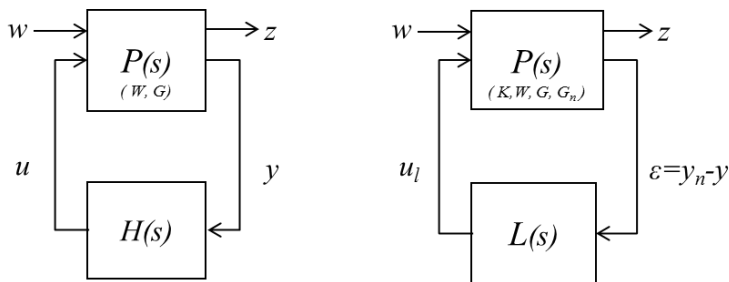 w
z
P(s)
(W, G)
u
y
H(s)
w
z
P(s)
(K,W, G, Gₙ)
uₗ
ε=yₙ-y
L(s)